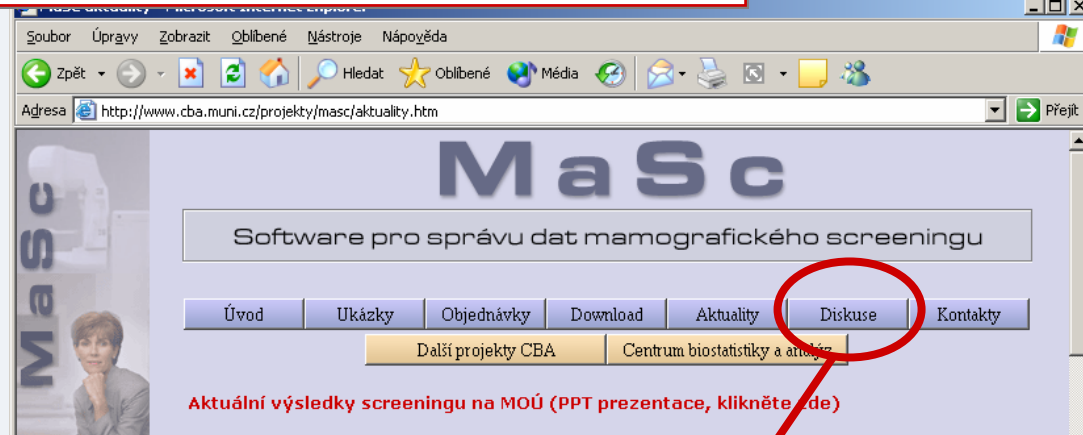 Soubor Úpravy Zobrazit Oblíbené Nástroje Nápověda
Zpět Hledat Oblíbené Média
Adresa http://www.cba.muni.cz/projekty/masc/aktuality.htm Přejít
MaSc
MaSc
Software pro správu dat mamografického screeningu
Úvod Ukázky Objednávky Download Aktuality Diskuse Kontakty
Další projekty CBA Centrum biostatistiky a analýz
Aktuální výsledky screeningu na MOÚ (PPT prezentace, klikněte zde)